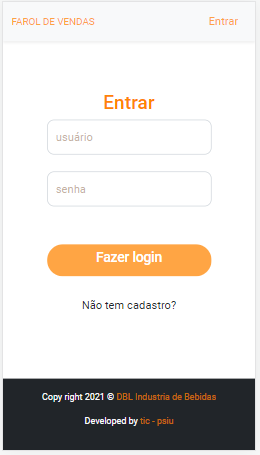 FAROL DE VENDAS Entrar
Entrar
usuário
senha
Fazer login
Não tem cadastro?
Copy right 2021 © DBL Industria de Bebidas
Developed by tic - psiu